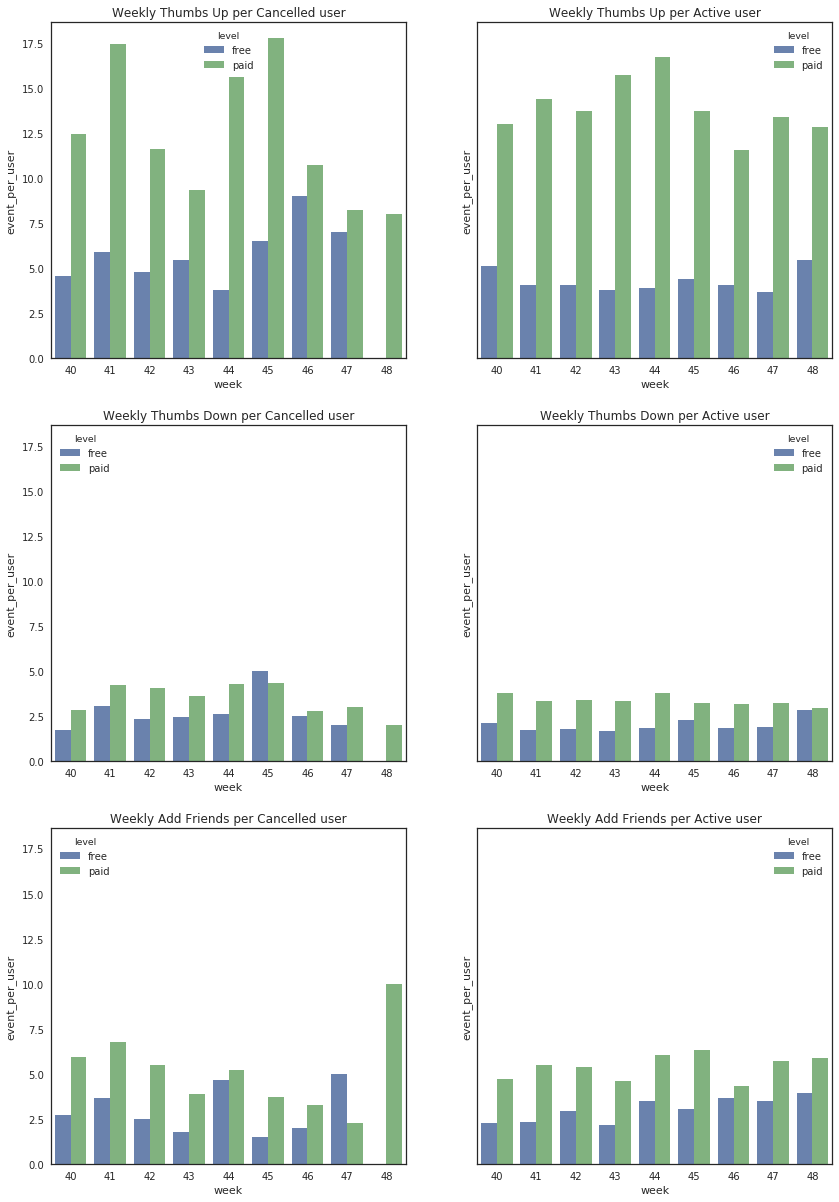 Weekly Thumbs Up per Cancelled user
level
free
paid
17.5
15.0
12.5
10.0
7.5
5.0
2.5
0.0
event_per_user
40 41 42 43 44 45 46 47 48
week
Weekly Thumbs Up per Active user
level
free
paid
event_per_user
40 41 42 43 44 45 46 47 48
week
Weekly Thumbs Down per Cancelled user
level
free
paid
17.5
15.0
12.5
10.0
7.5
5.0
2.5
0.0
event_per_user
40 41 42 43 44 45 46 47 48
week
Weekly Thumbs Down per Active user
level
free
paid
event_per_user
40 41 42 43 44 45 46 47 48
week
Weekly Add Friends per Cancelled user
level
free
paid
17.5
15.0
12.5
10.0
7.5
5.0
2.5
0.0
event_per_user
40 41 42 43 44 45 46 47 48
week
Weekly Add Friends per Active user
level
free
paid
event_per_user
40 41 42 43 44 45 46 47 48
week